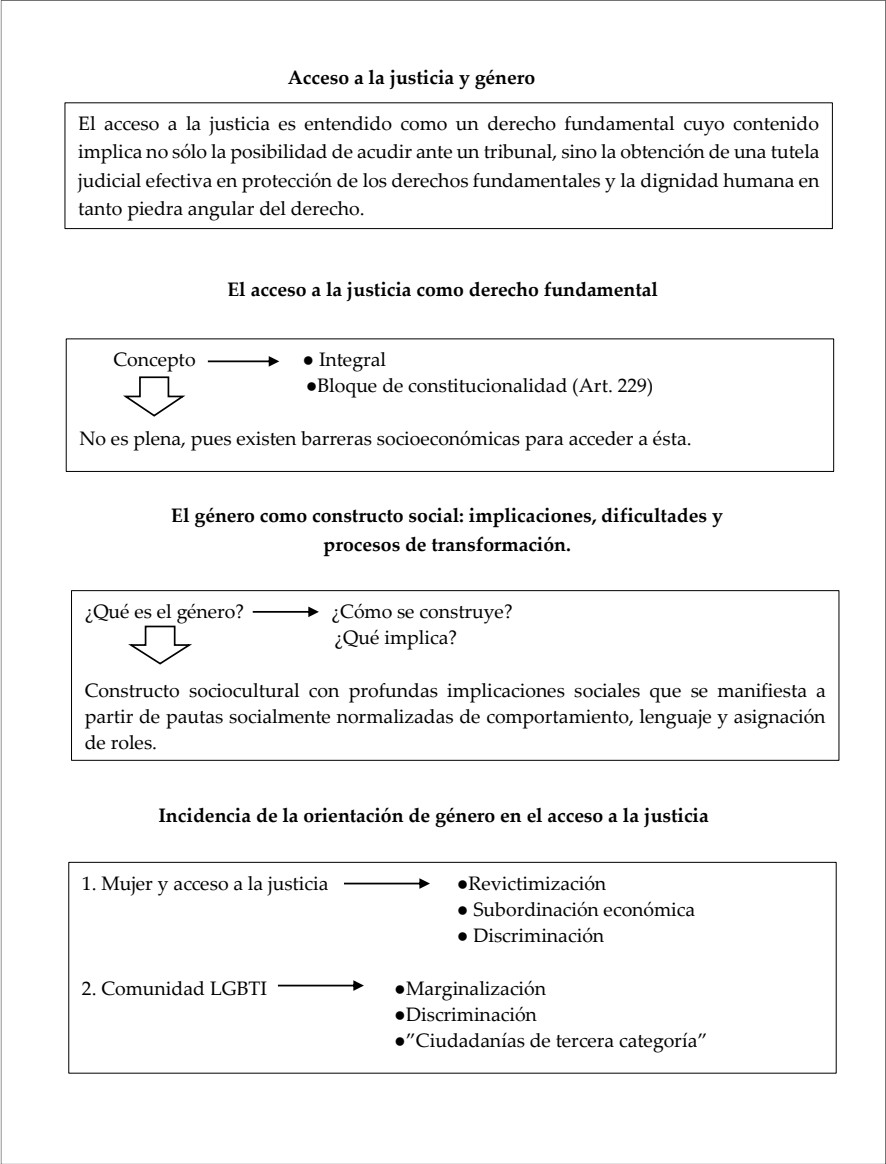 Acceso a la justicia y género
El acceso a la justicia es entendido como un derecho fundamental cuyo contenido
implica no sólo la posibilidad de acudir ante un tribunal, sino la obtención de una tutela
judicial efectiva en protección de los derechos fundamentales y la dignidad humana en
tanto piedra angular del derecho.
El acceso a la justicia como derecho fundamental
Concepto ● Integral
●Bloque de constitucionalidad (Art. 229)
No es plena, pues existen barreras socioeconómicas para acceder a ésta.
El género como constructo social: implicaciones, dificultades y
procesos de transformación.
¿Qué es el género? ¿Cómo se construye?
¿Qué implica?
Constructo sociocultural con profundas implicaciones sociales que se manifiesta a
partir de pautas socialmente normalizadas de comportamiento, lenguaje y asignación
de roles.
Incidencia de la orientación de género en el acceso a la justicia
1. Mujer y acceso a la justicia ●Revictimización
● Subordinación económica
● Discriminación
2. Comunidad LGBTI ●Marginalización
●Discriminación
●”Ciudadanías de tercera categoría”